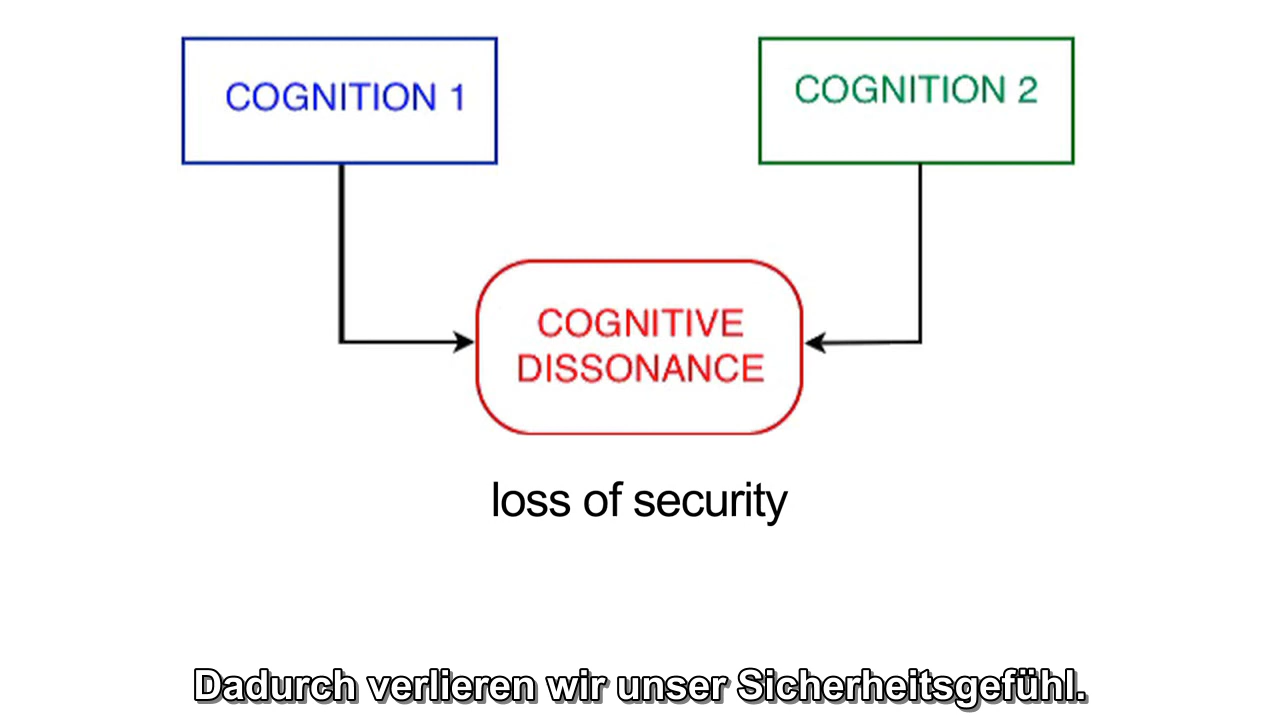 COGNITION 1
COGNITION 2
COGNITIVE
DISSONANCE
loss of security
Dadurch verlieren wir unser Sicherheitsgefühl.